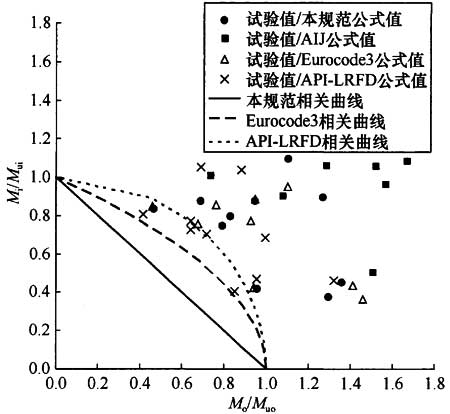 试验值/本规范公式值
试验值/AIJ公式值
试验值/Eurocode3公式值
试验值/API-LRFD公式值
本规范相关曲线
Eurocode3相关曲线
API-LRFD相关曲线
1.8
1.6
1.4
1.2
1.0
0.8
0.6
0.4
0.2
0.0
Mi/Mui
0.0 0.2 0.4 0.6 0.8 1.0 1.2 1.4 1.6 1.8
Mo/Muo